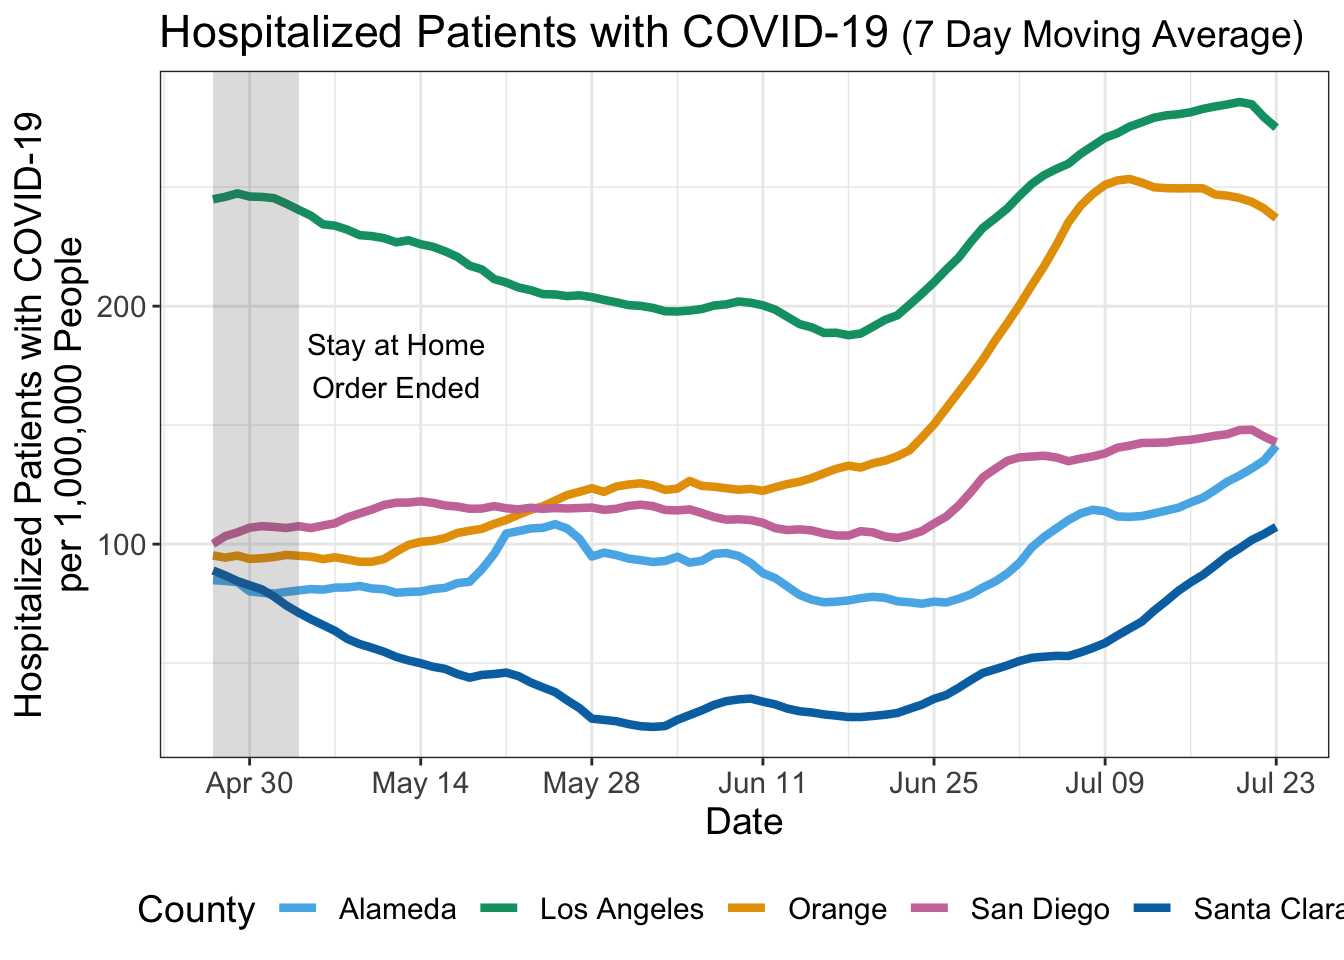 Hospitalized Patients with COVID-19 (7 Day Moving Average)
Hospitalized Patients with COVID-19
per 1,000,000 People
200
100
Stay at Home
Order Ended
Apr 30 May 14 May 28 Jun 11 Jun 25 Jul 09 Jul 23
Date
County Alameda Los Angeles Orange San Diego Santa Clara